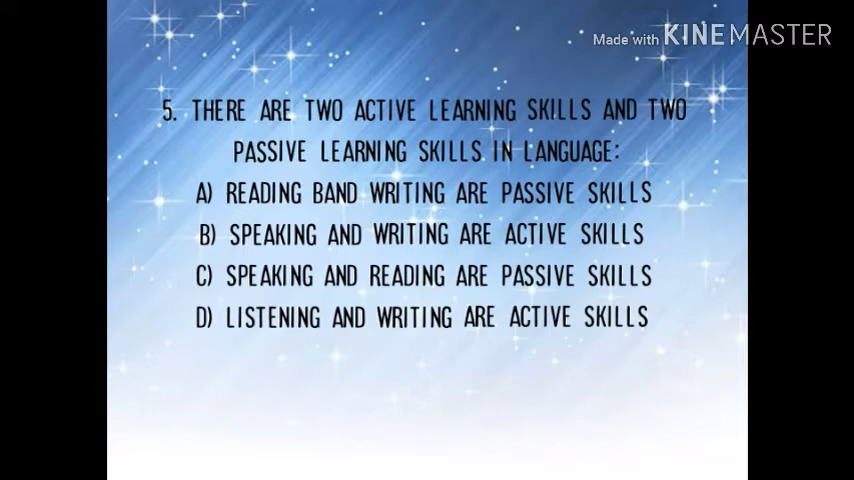 Made with KINEMASTER
5. THERE ARE TWO ACTIVE LEARNING SKILLS AND TWO
PASSIVE LEARNING SKILLS IN LANGUAGE:
A) READING BAND WRITING ARE PASSIVE SKILLS
B) SPEAKING AND WRITING ARE ACTIVE SKILLS
C) SPEAKING AND READING ARE PASSIVE SKILLS
D) LISTENING AND WRITING ARE ACTIVE SKILLS